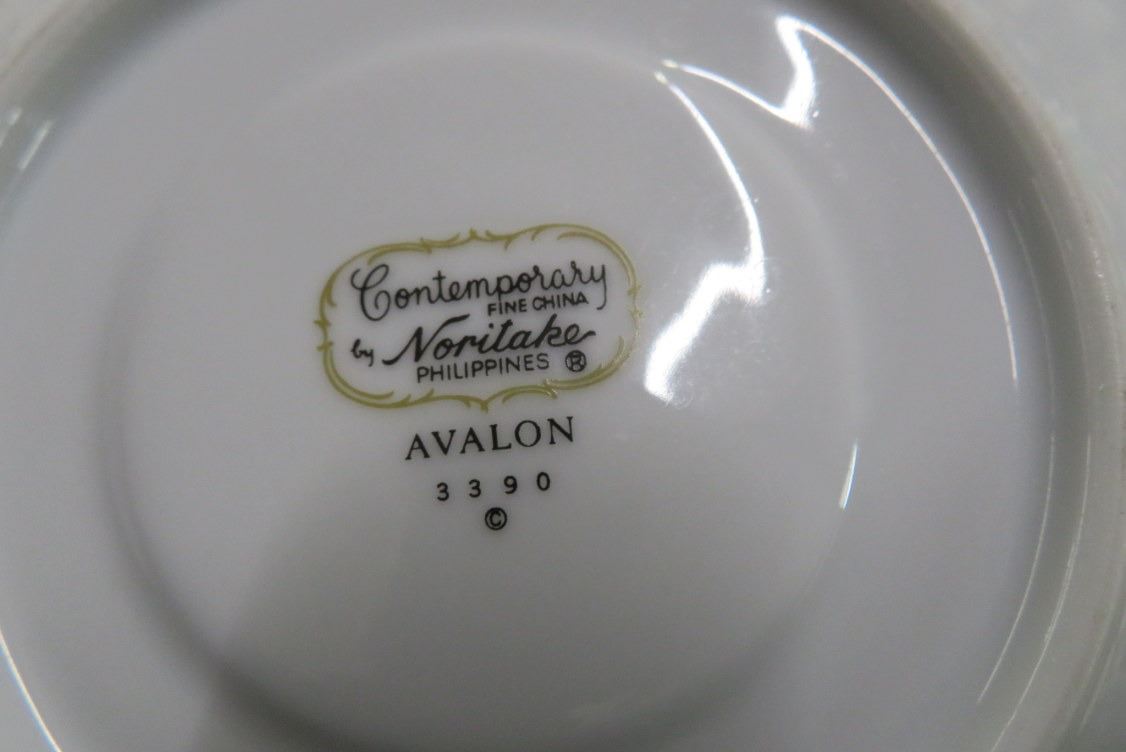 Contemporary
FINE CHINA
by Noritake
PHILIPPINES ®
AVALON
3390
©